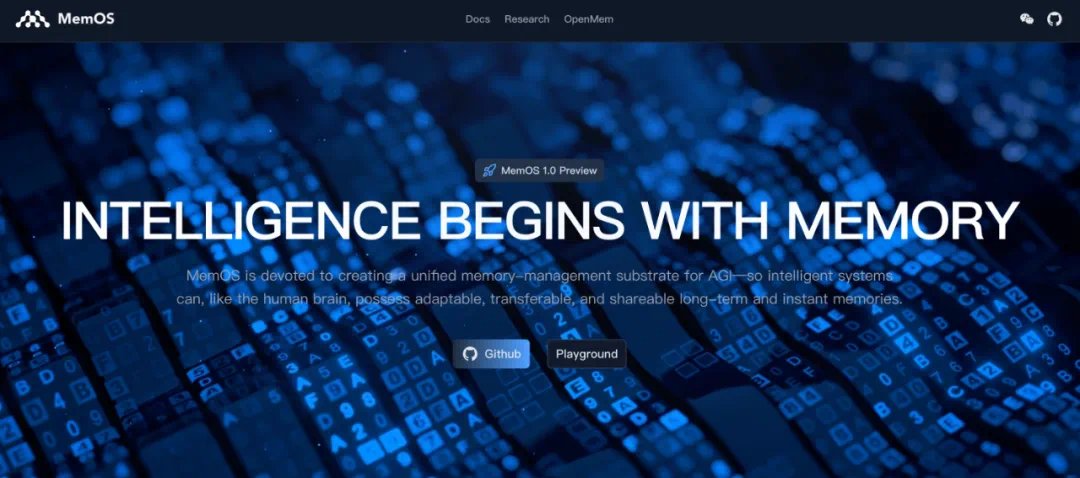 MemOS
Docs Research OpenMem
MemOS 1.0 Preview
INTELLIGENCE BEGINS WITH MEMORY
MemOS is devoted to creating a unified memory-management substrate for AGI—so intelligent systems
can, like the human brain, possess adaptable, transferable, and shareable long-term and instant memories.
Github Playground